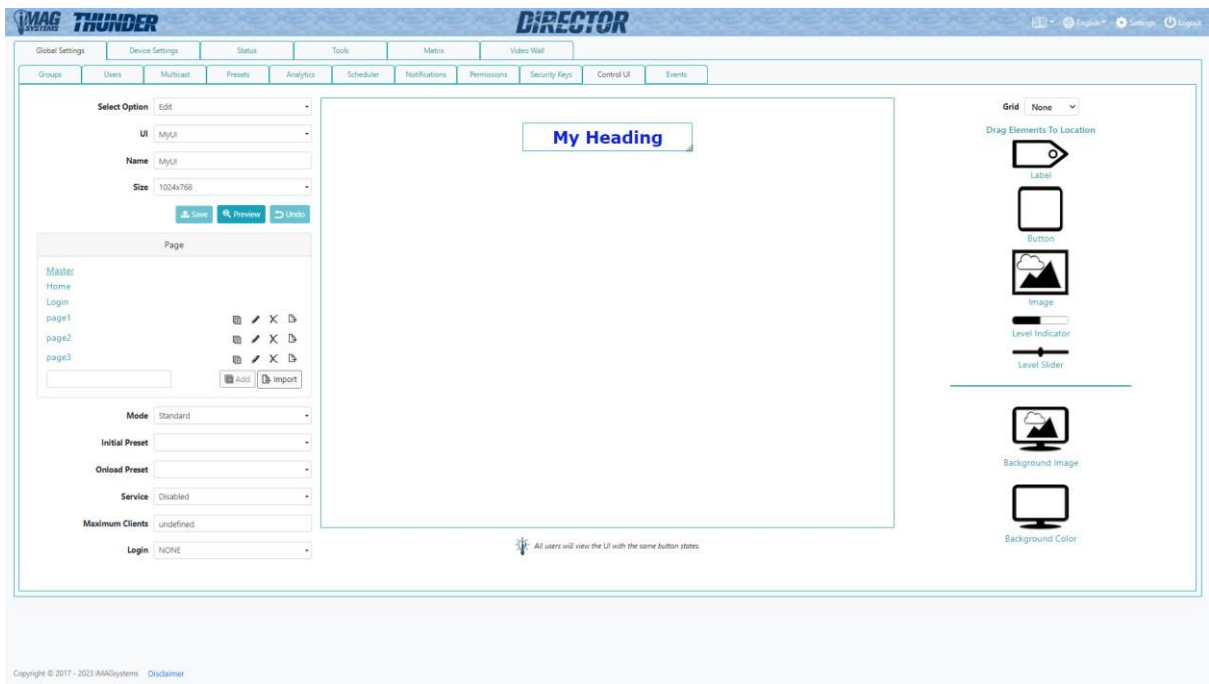 iMAG SYSTEMS THUNDER DiRECTOR English Settings Logout
Global Settings Device Settings Status Tools Matrix Video Wall
Groups Users Multicast Presets Analytics Scheduler Notifications Permissions Security Keys Control UI Events
Select Option Edit
UI MyUI
Name MyUI
Size 1024x768
Save Preview Undo
Page
Master
Home
Login
page1
page2
page3
Add Import
Mode Standard
Initial Preset
Onload Preset
Service Disabled
Maximum Clients undefined
Login NONE
My Heading
All users will view the UI with the same button states.
Grid None
Drag Elements To Location
Label
Button
Image
Level Indicator
Level Slider
Background Image
Background Color
Copyright © 2017 - 2023 iMAGsystems Disclaimer